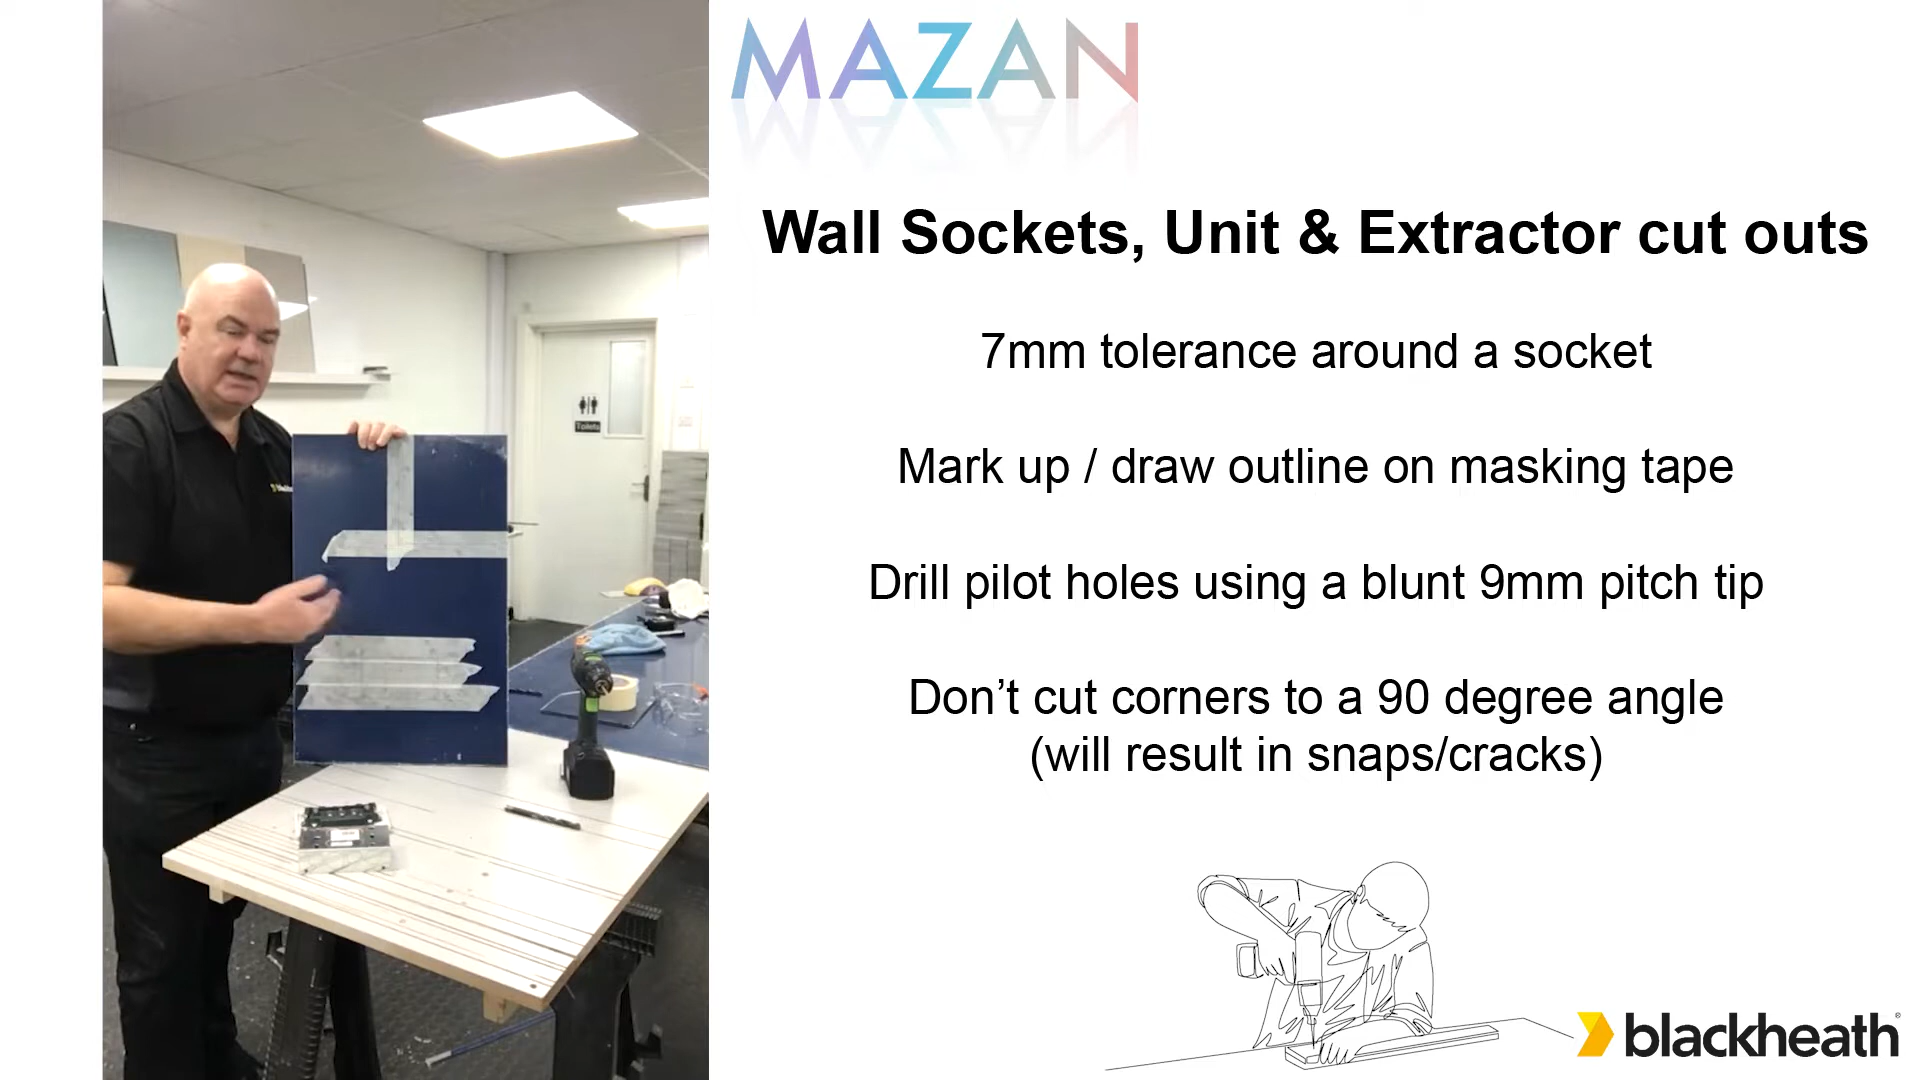 MAZAN
Wall Sockets, Unit & Extractor cut outs
7mm tolerance around a socket
Mark up / draw outline on masking tape
Drill pilot holes using a blunt 9mm pitch tip
Don’t cut corners to a 90 degree angle
(will result in snaps/cracks)
Toilets
blackheath®